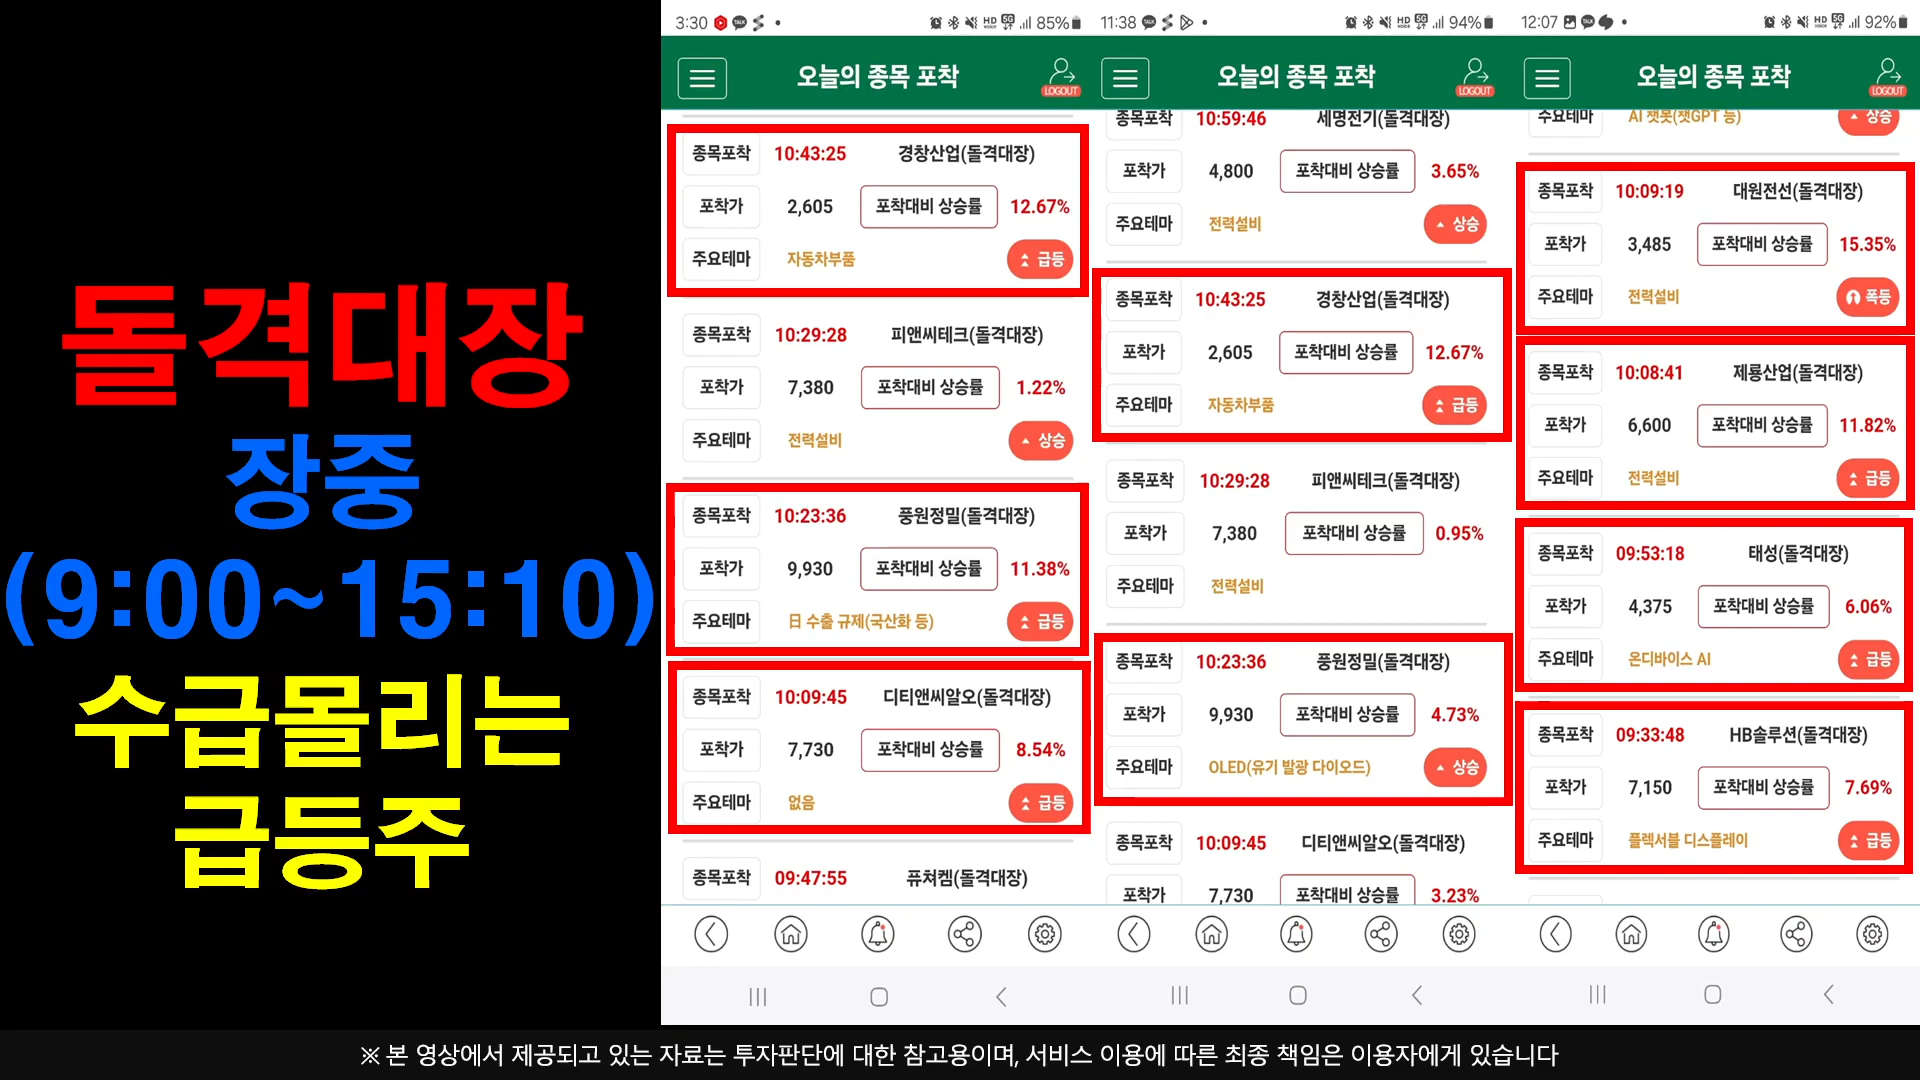 돌격대장
장중
(9:00~15:10)
수급몰리는
급등주
3:30 85%
오늘의 종목 포착
LOGOUT
종목포착 10:43:25 경창산업(돌격대장)
포착가 2,605 포착대비 상승률 12.67%
주요테마 자동차부품 급등
종목포착 10:29:28 피앤씨테크(돌격대장)
포착가 7,380 포착대비 상승률 1.22%
주요테마 전력설비 상승
종목포착 10:23:36 풍원정밀(돌격대장)
포착가 9,930 포착대비 상승률 11.38%
주요테마 日 수출 규제(국산화 등) 급등
종목포착 10:09:45 디티앤씨알오(돌격대장)
포착가 7,730 포착대비 상승률 8.54%
주요테마 없음 급등
종목포착 09:47:55 퓨쳐켐(돌격대장)
11:38 94%
오늘의 종목 포착
LOGOUT
종목포착 10:59:46 세명전기(돌격대장)
포착가 4,800 포착대비 상승률 3.65%
주요테마 전력설비 상승
종목포착 10:43:25 경창산업(돌격대장)
포착가 2,605 포착대비 상승률 12.67%
주요테마 자동차부품 급등
종목포착 10:29:28 피앤씨테크(돌격대장)
포착가 7,380 포착대비 상승률 0.95%
주요테마 전력설비
종목포착 10:23:36 풍원정밀(돌격대장)
포착가 9,930 포착대비 상승률 4.73%
주요테마 OLED(유기 발광 다이오드) 상승
종목포착 10:09:45 디티앤씨알오(돌격대장)
포착가 7,730 포착대비 상승률 3.23%
12:07 92%
오늘의 종목 포착
LOGOUT
주요테마 AI 챗봇(챗GPT 등) 상승
종목포착 10:09:19 대원전선(돌격대장)
포착가 3,485 포착대비 상승률 15.35%
주요테마 전력설비 폭등
종목포착 10:08:41 제룡산업(돌격대장)
포착가 6,600 포착대비 상승률 11.82%
주요테마 전력설비 급등
종목포착 09:53:18 태성(돌격대장)
포착가 4,375 포착대비 상승률 6.06%
주요테마 온디바이스 AI 급등
종목포착 09:33:48 HB솔루션(돌격대장)
포착가 7,150 포착대비 상승률 7.69%
주요테마 플렉서블 디스플레이 급등
※ 본 영상에서 제공되고 있는 자료는 투자판단에 대한 참고용이며, 서비스 이용에 따른 최종 책임은 이용자에게 있습니다